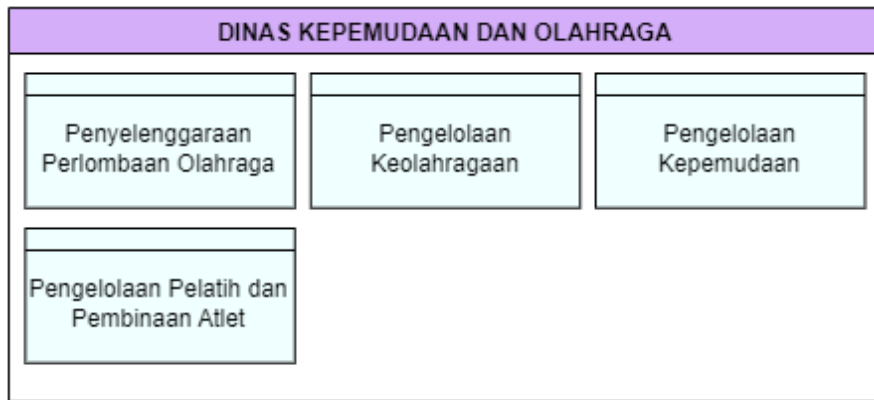 DINAS KEPEMUDAAN DAN OLAHRAGA
Penyelenggaraan
Perlombaan Olahraga
Pengelolaan
Keolahragaan
Pengelolaan
Kepemudaan
Pengelolaan Pelatih dan
Pembinaan Atlet